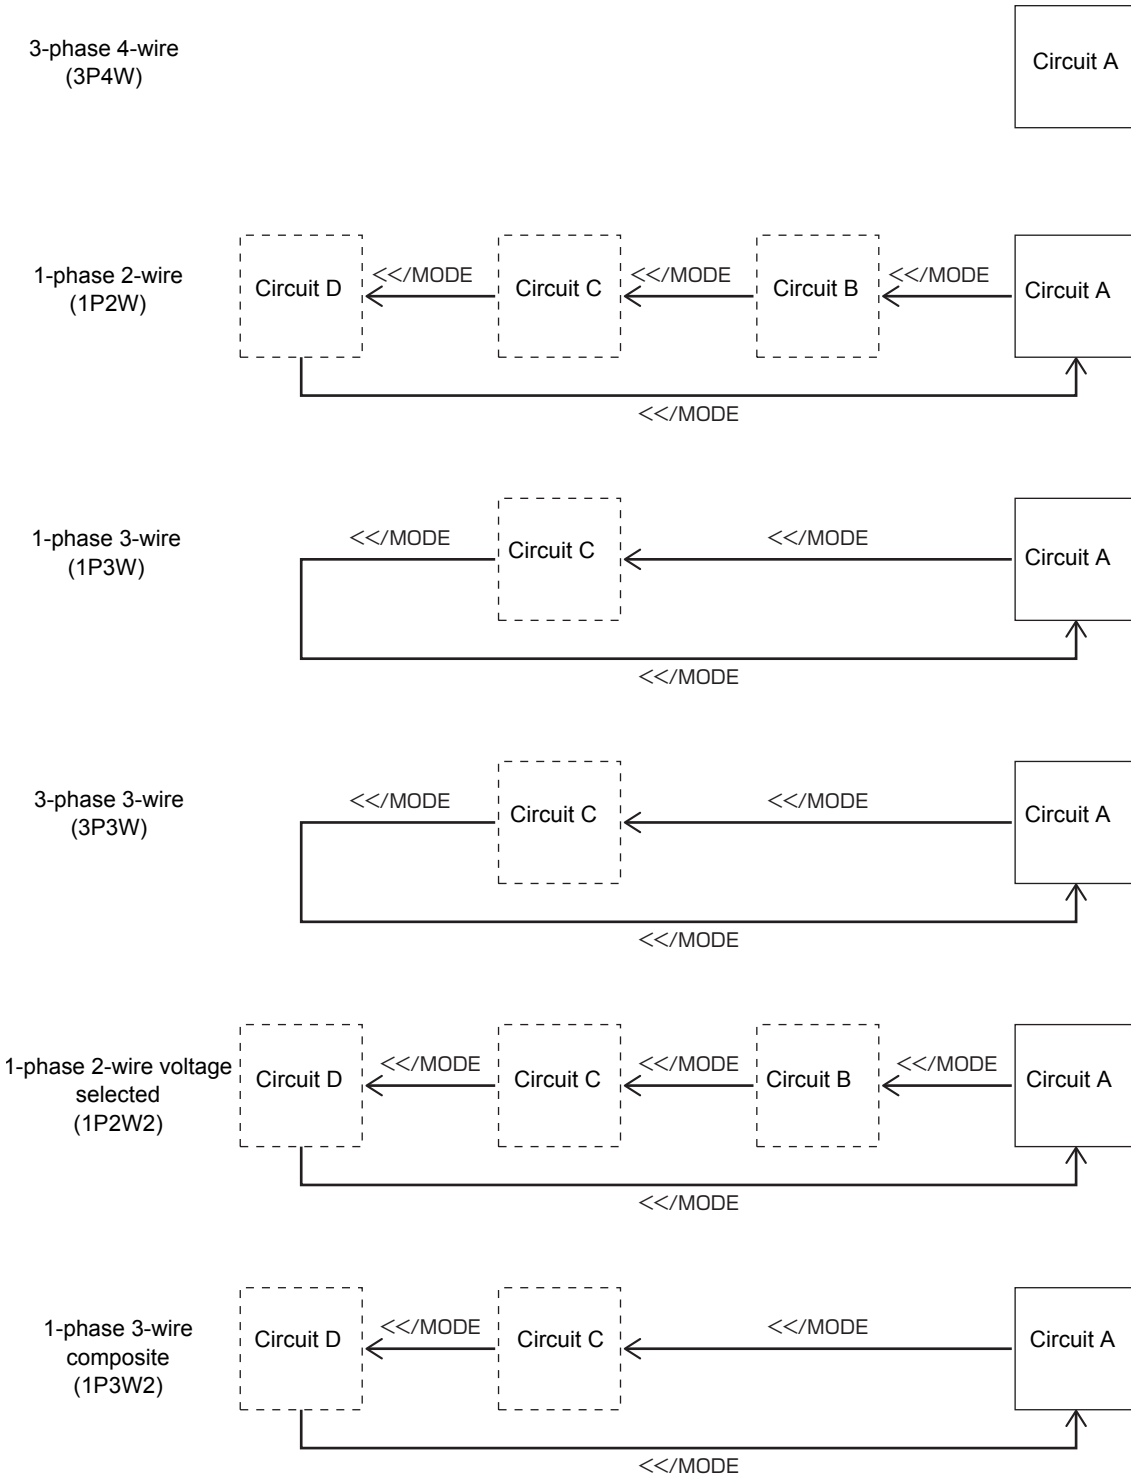 3-phase 4-wire
(3P4W)
Circuit A
1-phase 2-wire
(1P2W)
Circuit D
<</MODE
Circuit C
<</MODE
Circuit B
<</MODE
Circuit A
<</MODE
1-phase 3-wire
(1P3W)
<</MODE
Circuit C
<</MODE
Circuit A
<</MODE
3-phase 3-wire
(3P3W)
<</MODE
Circuit C
<</MODE
Circuit A
<</MODE
1-phase 2-wire voltage
selected
(1P2W2)
Circuit D
<</MODE
Circuit C
<</MODE
Circuit B
<</MODE
Circuit A
<</MODE
1-phase 3-wire
composite
(1P3W2)
Circuit D
<</MODE
Circuit C
<</MODE
Circuit A
<</MODE